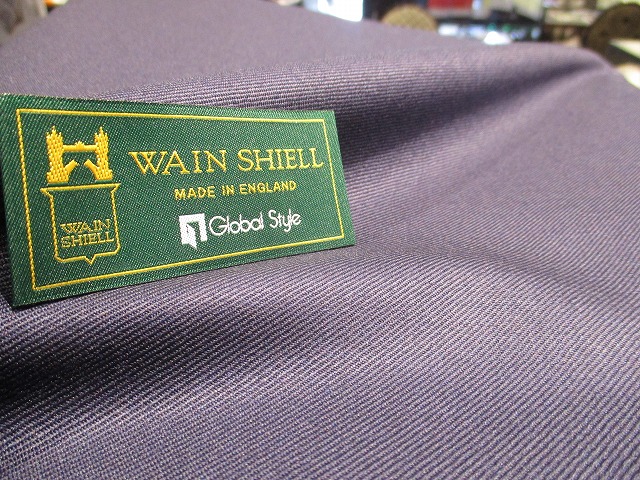 WAIN SHIELL
MADE IN ENGLAND
Global Style
WAIN
SHIELL